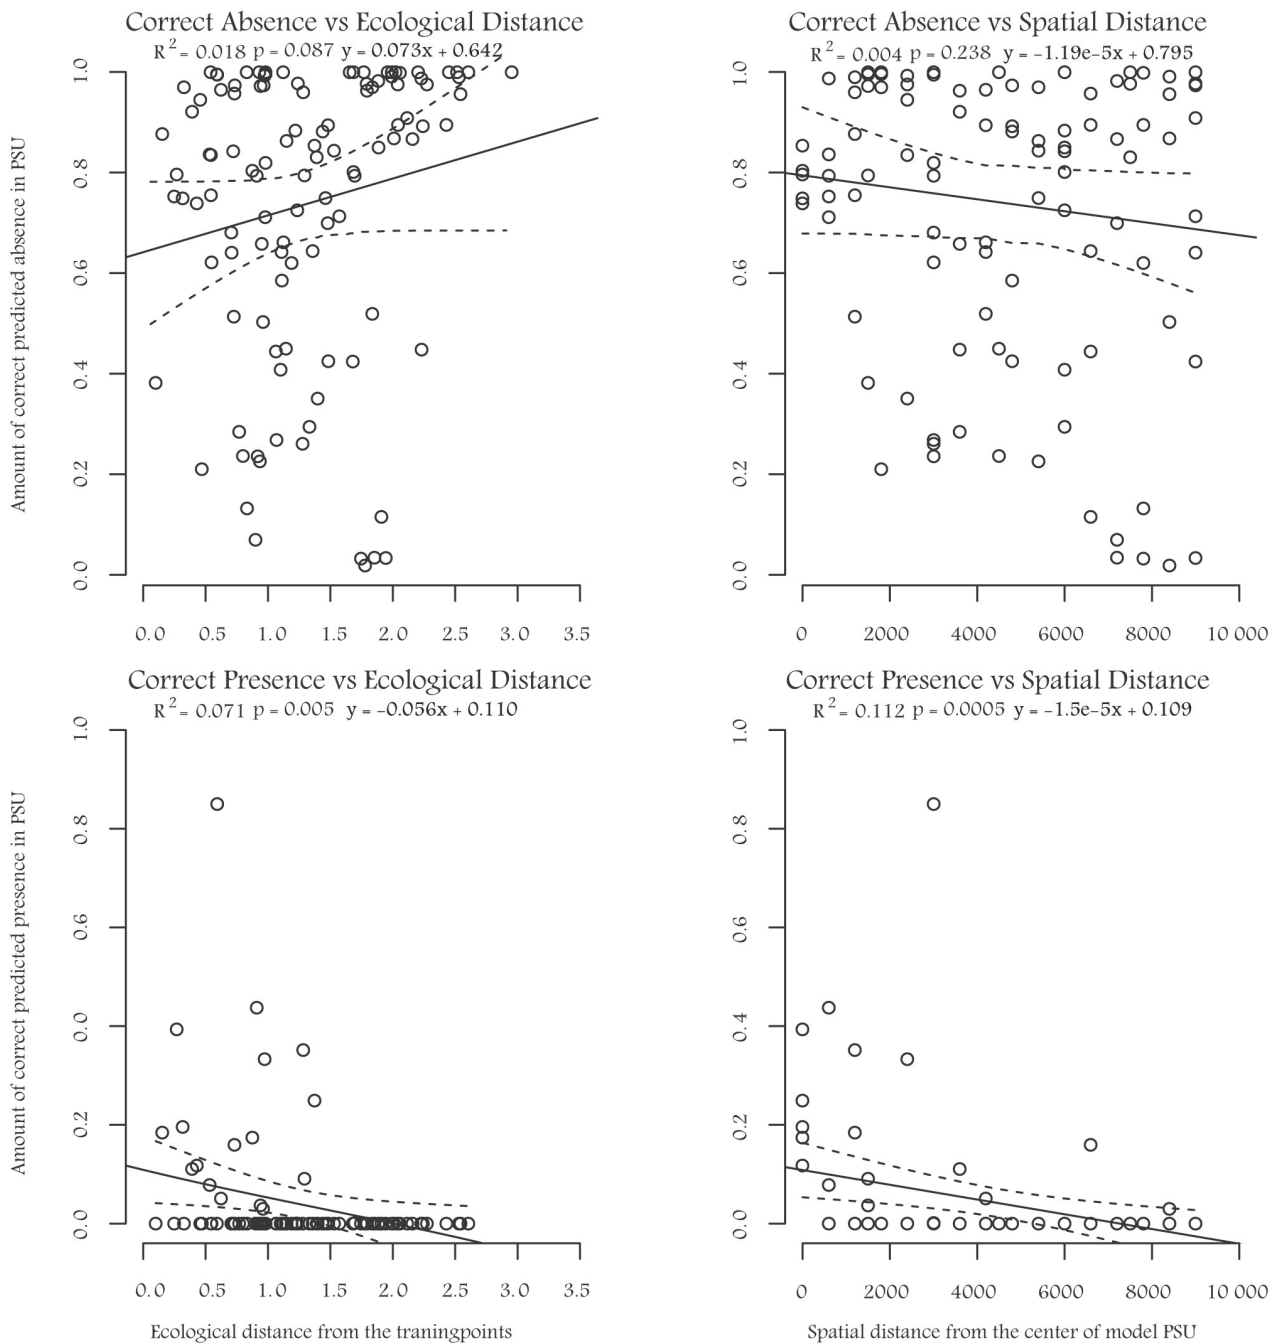 Correct Absence vs Ecological Distance
R2 = 0.018 p = 0.087 y = 0.073x + 0.642
Amount of correct predicted absence in PSU
1.0
0.8
0.6
0.4
0.2
0.0
0.0 0.5 1.0 1.5 2.0 2.5 3.0 3.5
Correct Absence vs Spatial Distance
R2 = 0.004 p = 0.238 y = -1.19e-5x + 0.795
1.0
0.8
0.6
0.4
0.2
0.0
0 2000 4000 6000 8000 10 000
Correct Presence vs Ecological Distance
R2 = 0.071 p = 0.005 y = -0.056x + 0.110
Amount of correct predicted presence in PSU
1.0
0.8
0.6
0.0
0.2
0.0
0.0 0.5 1.0 1.5 2.0 2.5 3.0 3.5
Ecological distance from the traningpoints
Correct Presence vs Spatial Distance
R2 = 0.112 p = 0.0005 y = -1.5e-5x + 0.109
1.0
0.8
0.6
0.4
0.2
0.0
0 2000 4000 6000 8000 10 000
Spatial distance from the center of model PSU